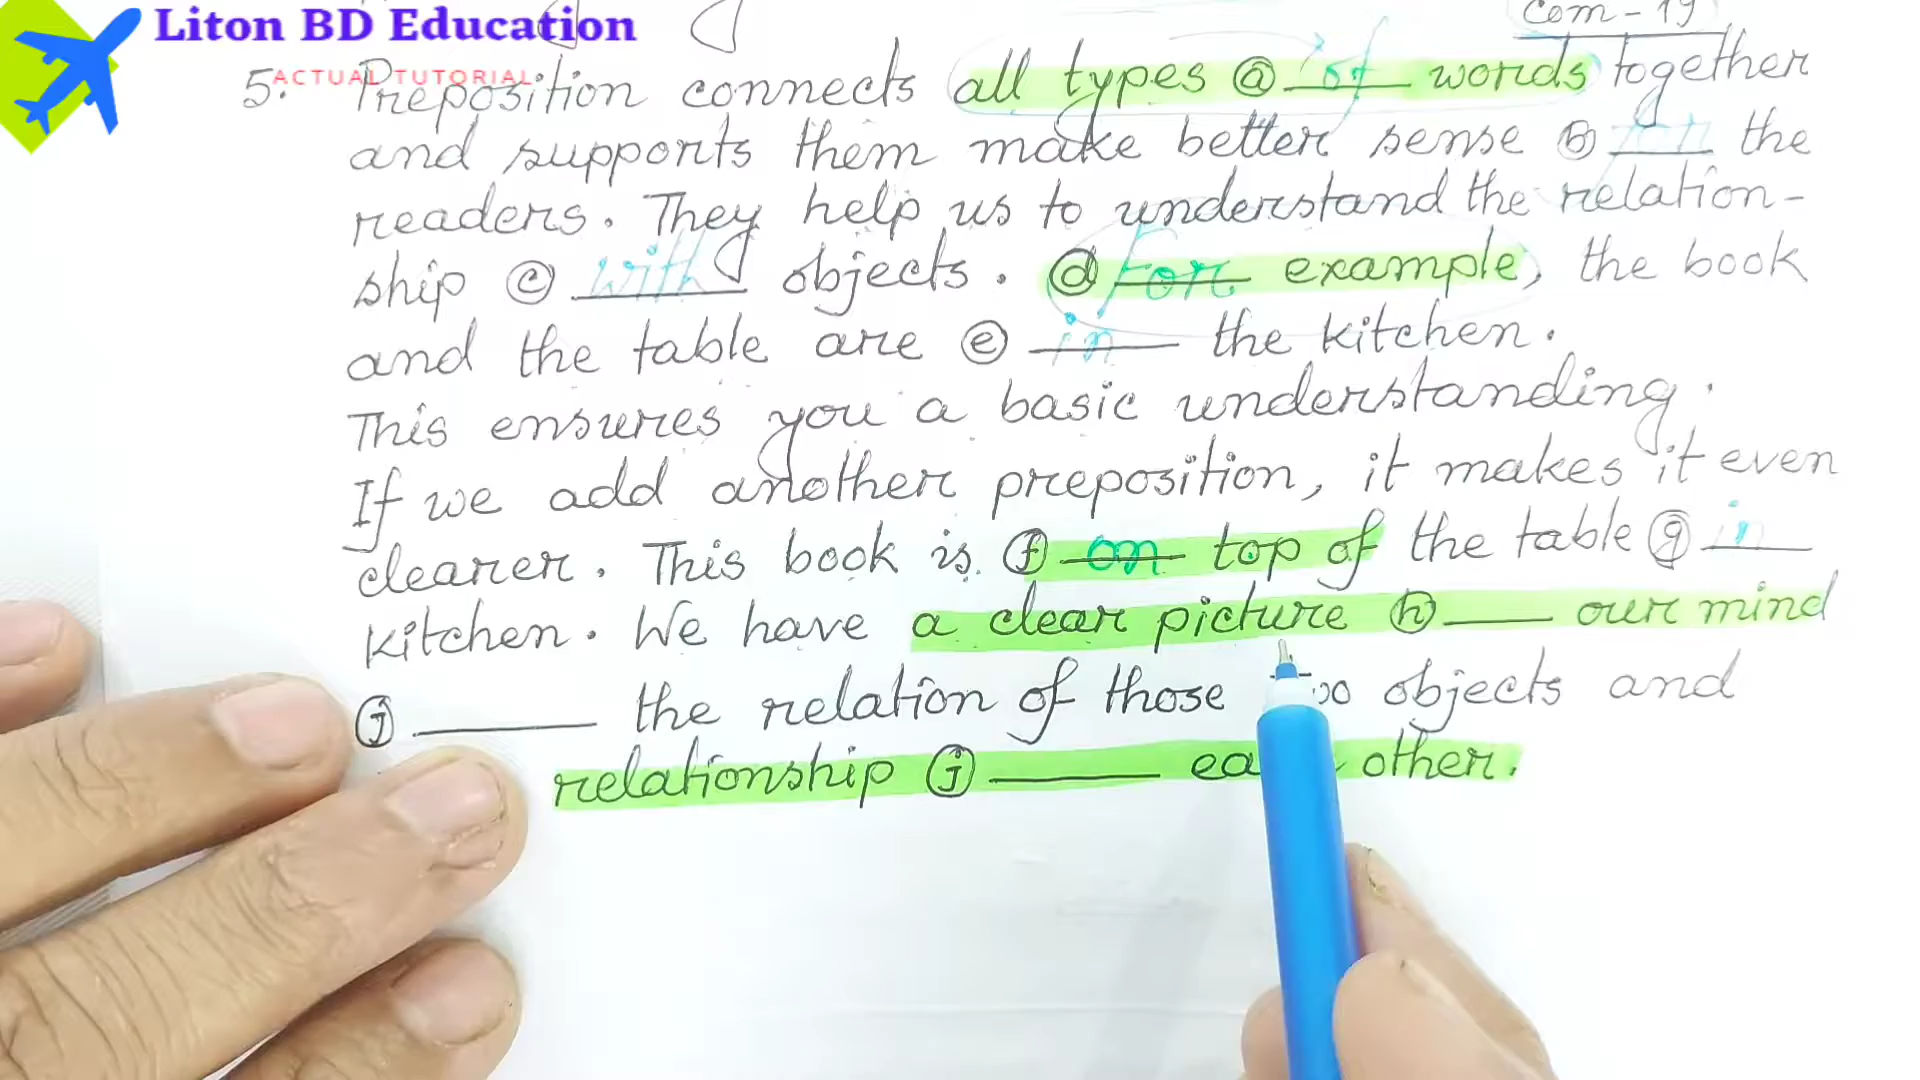 Liton BD Education
ACTUAL TUTORIAL
Com - 19
5. Preposition connects all types ⓐ of words together
and supports them make better sense ⓑ ___ the
readers. They help us to understand the relation-
ship ⓒ with objects. ⓓ For example, the book
and the table are ⓔ in the kitchen.
This ensures you a basic understanding.
If we add another preposition, it makes it even
clearer. This book is ⓕ on top of the table ⓖ in
kitchen. We have a clear picture ⓗ ___ our mind
ⓙ ___ the relation of those objects and
relationship ⓙ ___ other.